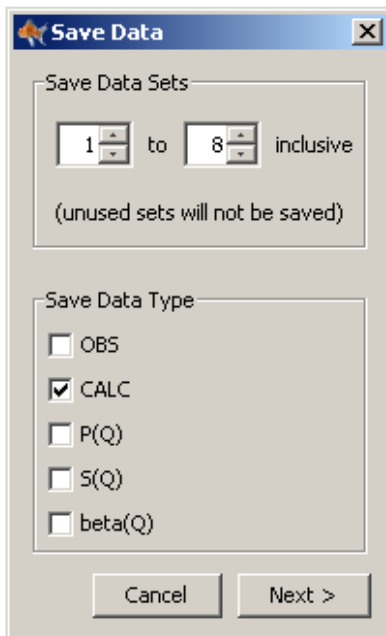 Save Data
Save Data Sets
1 to 8 inclusive
(unused sets will not be saved)
Save Data Type
OBS
CALC
P(Q)
S(Q)
beta(Q)
Cancel Next >